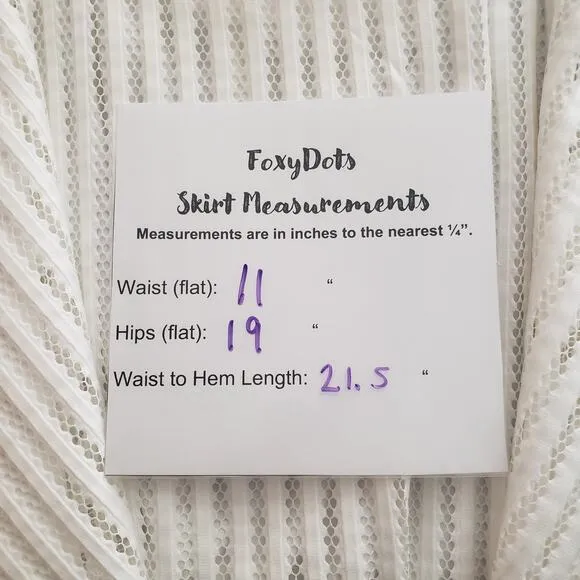 FoxyDots
Skirt Measurements
Measurements are in inches to the nearest ¼”.
Waist (flat): 11 “
Hips (flat): 19 “
Waist to Hem Length: 21.5 “